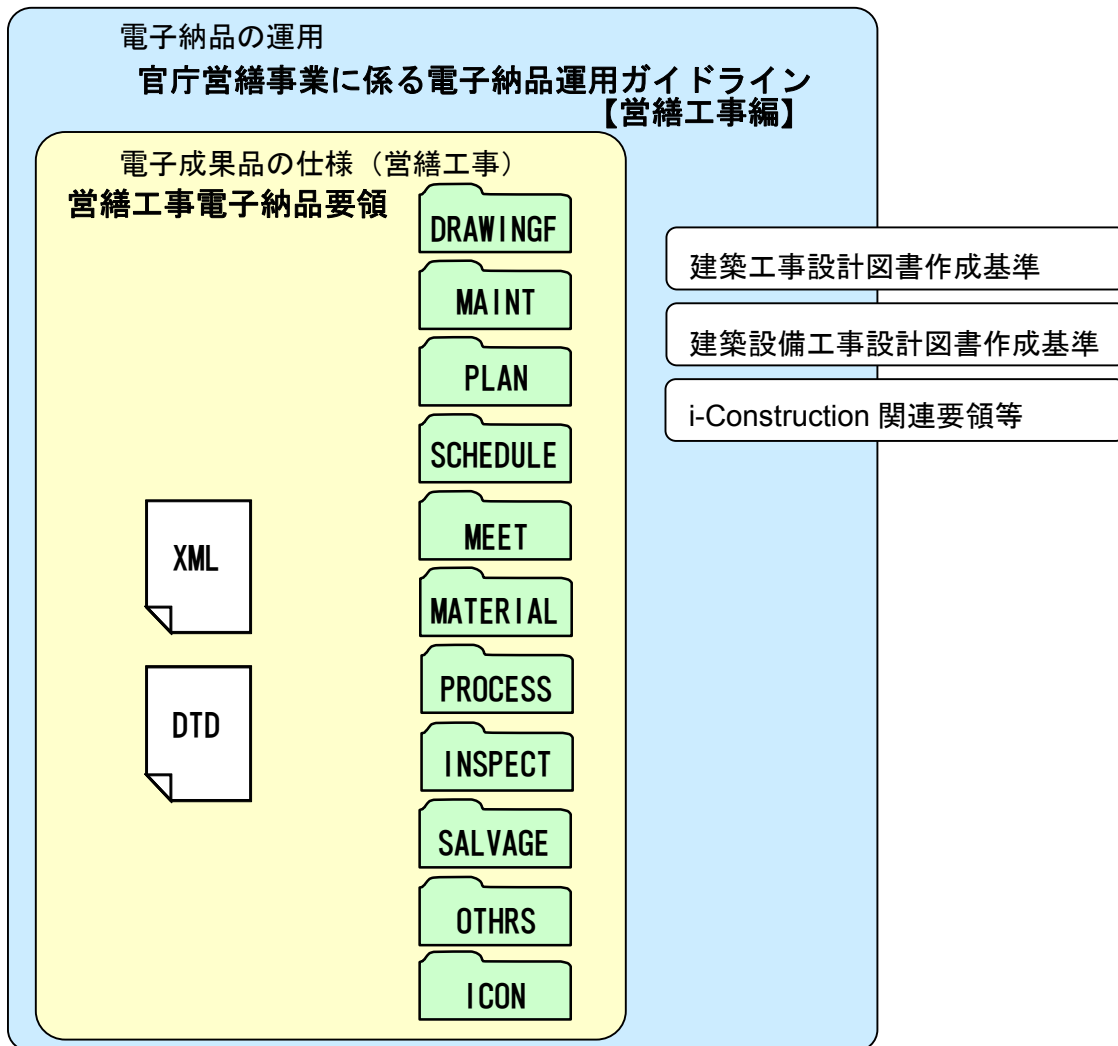 電子納品の運用
官庁営繕事業に係る電子納品運用ガイドライン
【営繕工事編】
電子成果品の仕様（営繕工事）
営繕工事電子納品要領
DRAWINGF
MAINT
PLAN
SCHEDULE
MEET
MATERIAL
PROCESS
INSPECT
SALVAGE
OTHRS
ICON
XML
DTD
建築工事設計図書作成基準
建築設備工事設計図書作成基準
i-Construction 関連要領等